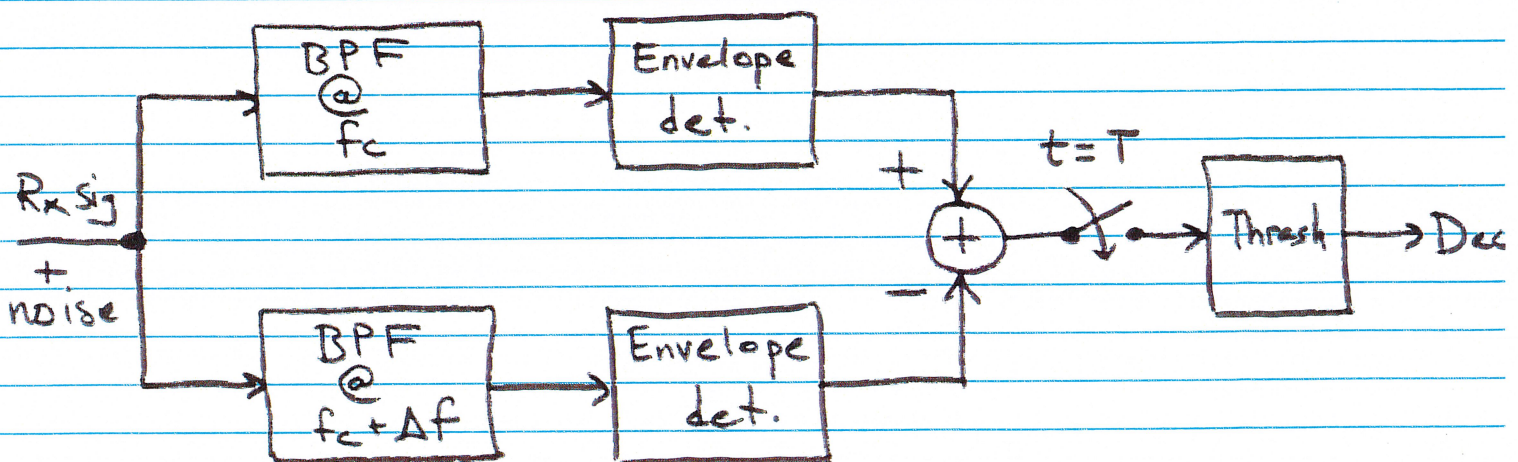 BPF
@
fc
Envelope
det.
+
t=T
Rx sig
+
noise
+
Thresh
Dec
−
BPF
@
fc+Δf
Envelope
det.